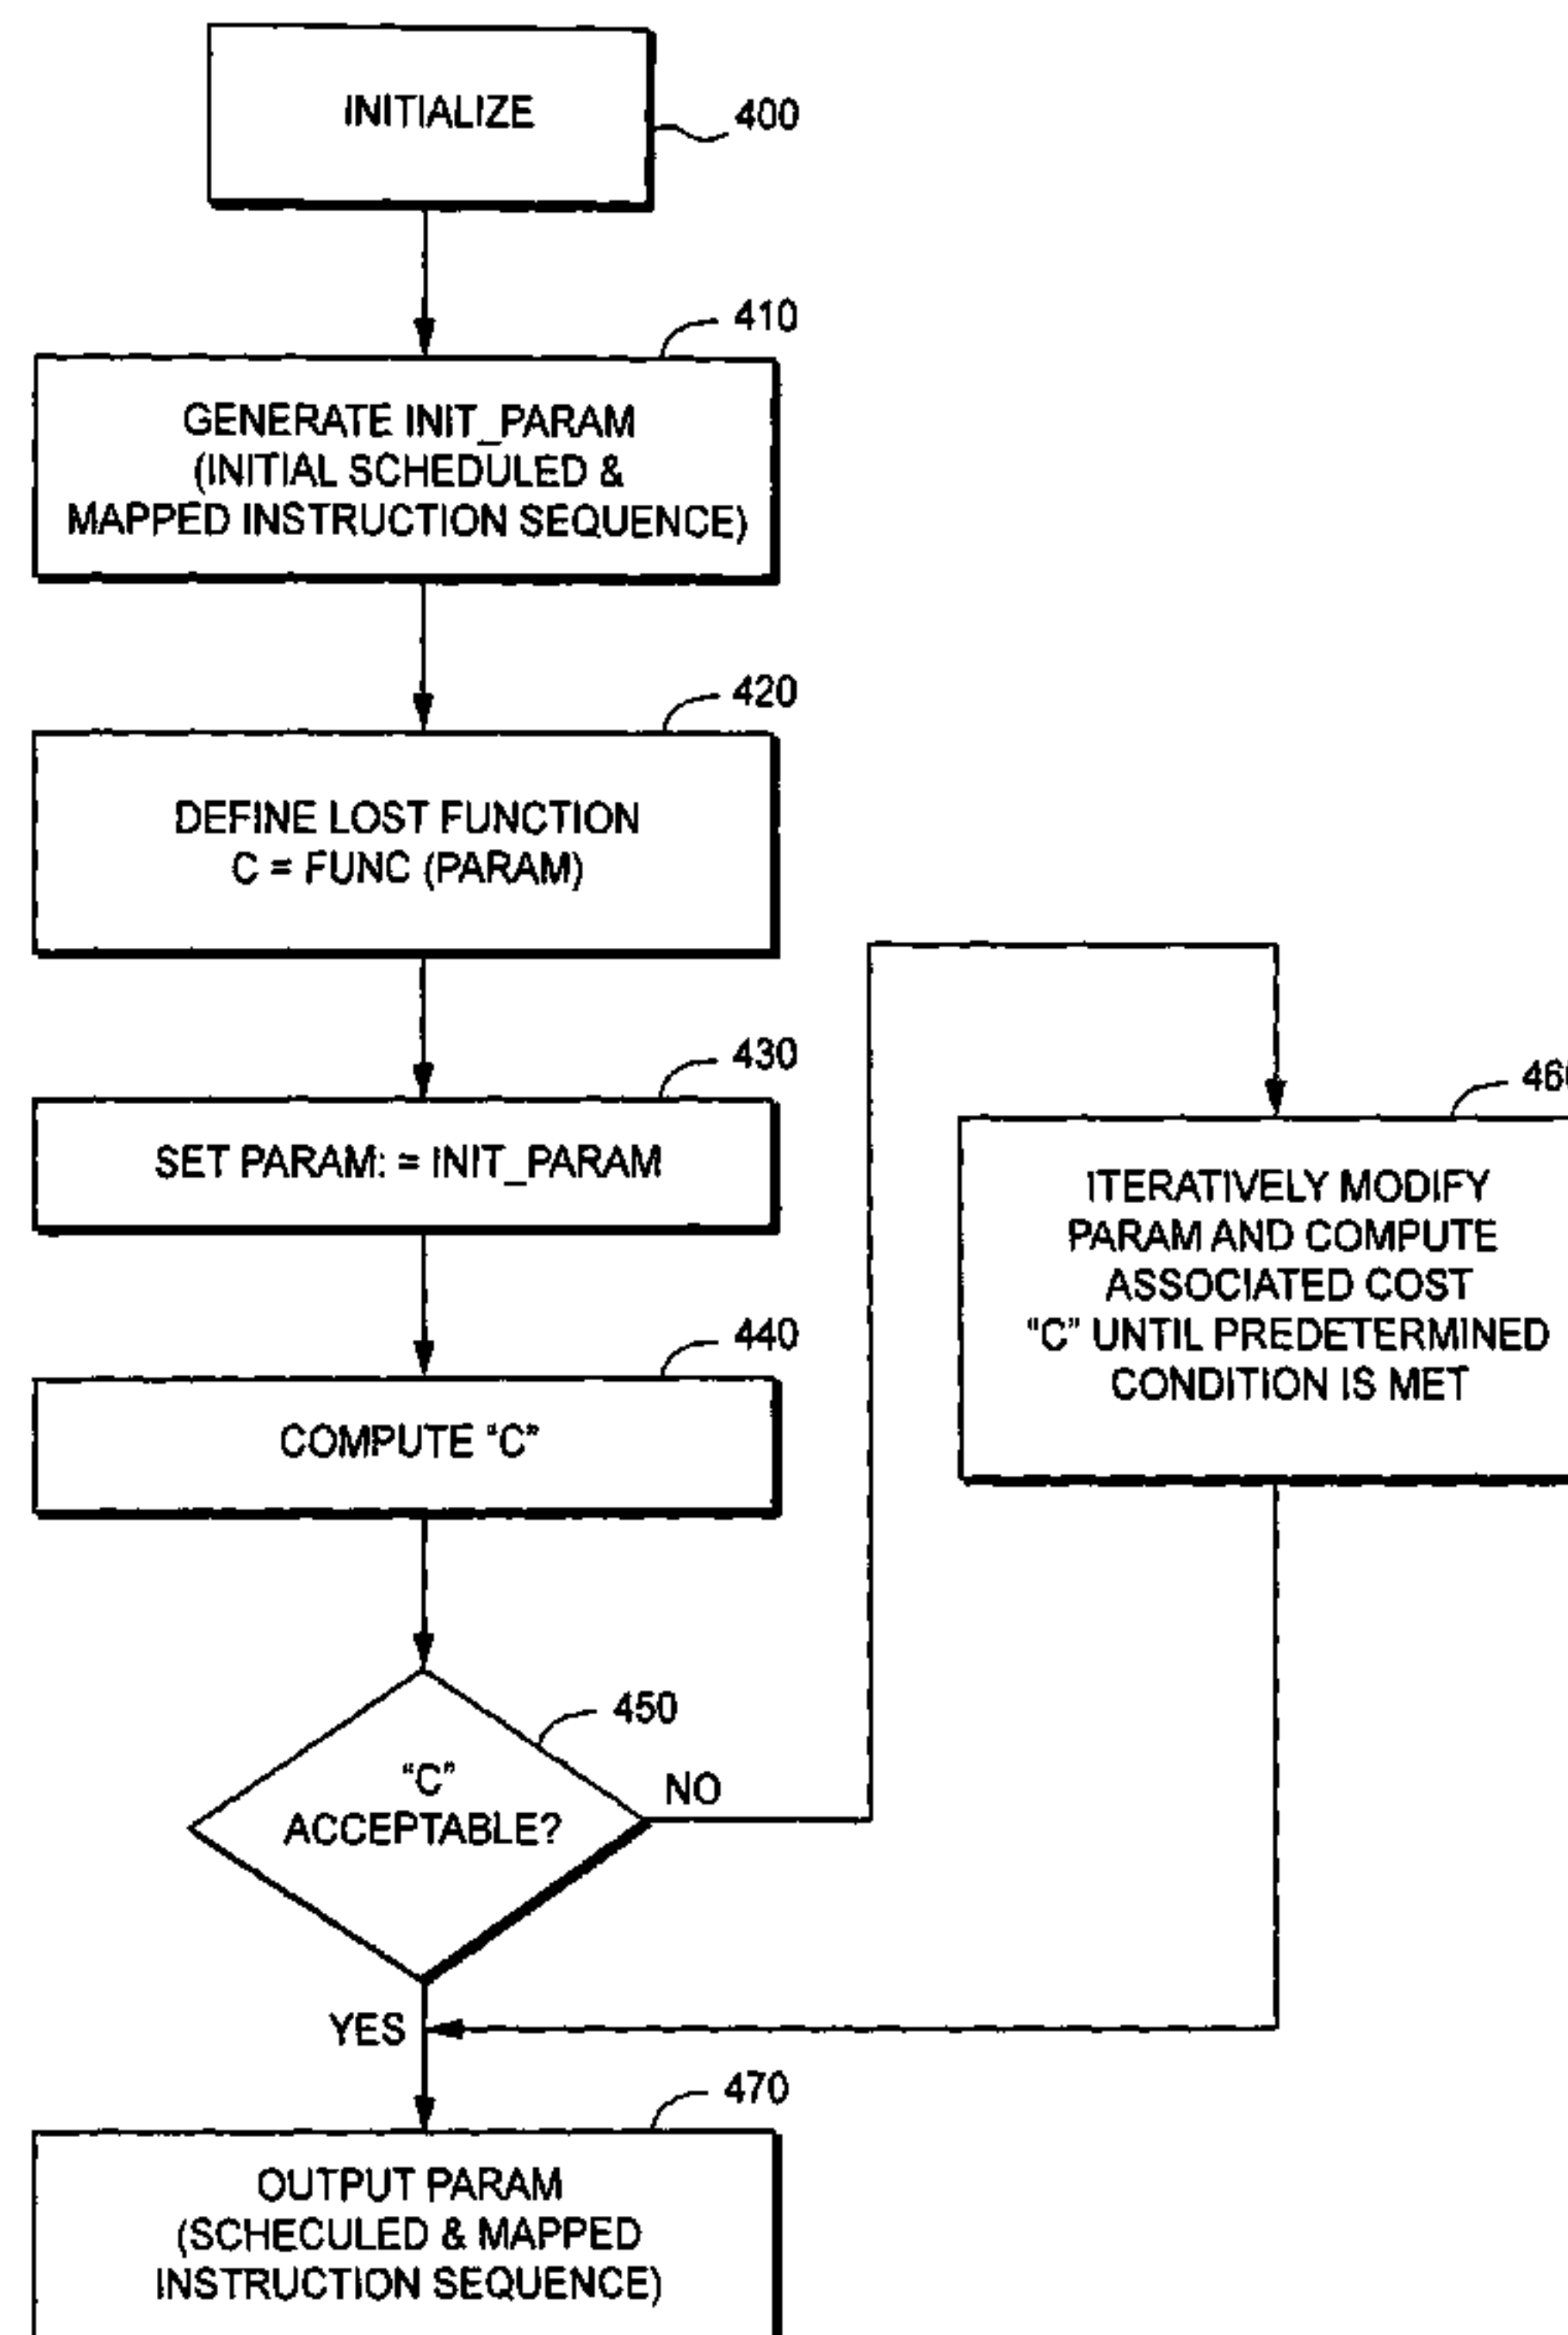 INITIALIZE
400
410
GENERATE INIT_PARAM
(INITIAL SCHEDULED &
MAPPED INSTRUCTION SEQUENCE)
420
DEFINE LOST FUNCTION
C = FUNC (PARAM)
430
SET PARAM: = INIT_PARAM
440
COMPUTE "C"
450
"C"
ACCEPTABLE?
NO
YES
ITERATIVELY MODIFY
PARAM AND COMPUTE
ASSOCIATED COST
"C" UNTIL PREDETERMINED
CONDITION IS MET
470
OUTPUT PARAM
(SCHECULED & MAPPED
INSTRUCTION SEQUENCE)